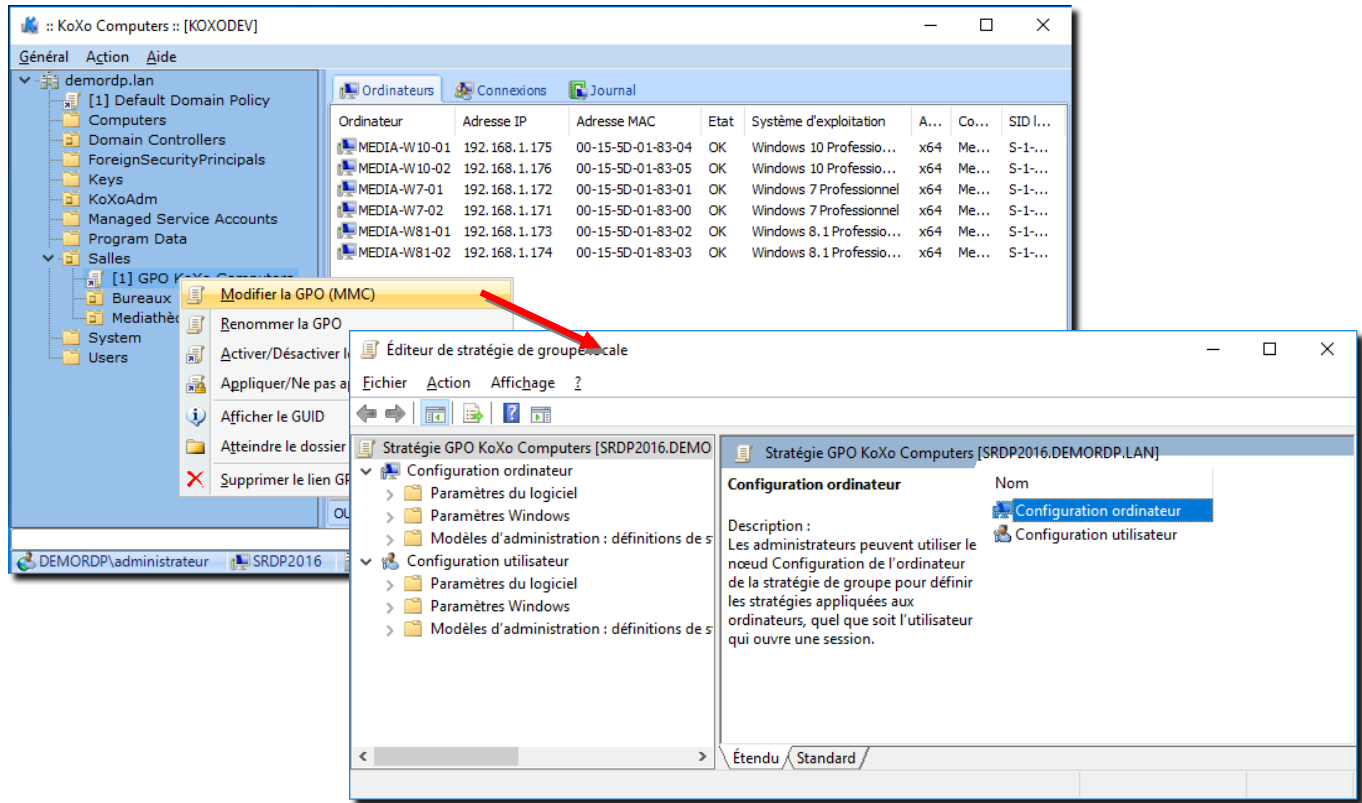 :: KoXo Computers :: [KOXODEV]
Général Action Aide
demordp.lan
[1] Default Domain Policy
Computers
Domain Controllers
ForeignSecurityPrincipals
Keys
KoXoAdm
Managed Service Accounts
Program Data
Salles
[1] GPO KoXo Computers
Bureaux
System
Users
Ordinateurs Connexions Journal
Ordinateur Adresse IP Adresse MAC Etat Système d'exploitation A... Co... SID l...
MEDIA-W10-01 192.168.1.175 00-15-5D-01-83-04 OK Windows 10 Professio... x64 Me... S-1-...
MEDIA-W10-02 192.168.1.176 00-15-5D-01-83-05 OK Windows 10 Professio... x64 Me... S-1-...
MEDIA-W7-01 192.168.1.172 00-15-5D-01-83-01 OK Windows 7 Professionnel x64 Me... S-1-...
MEDIA-W7-02 192.168.1.171 00-15-5D-01-83-00 OK Windows 7 Professionnel x64 Me... S-1-...
MEDIA-W81-01 192.168.1.173 00-15-5D-01-83-02 OK Windows 8.1 Professio... x64 Me... S-1-...
MEDIA-W81-02 192.168.1.174 00-15-5D-01-83-03 OK Windows 8.1 Professio... x64 Me... S-1-...
Modifier la GPO (MMC)
Renommer la GPO
Activer/Désactiver l
Appliquer/Ne pas a
Afficher le GUID
Atteindre le dossier
Supprimer le lien GP
OU
DEMORDP\administrateur SRDP2016
Éditeur de stratégie de groupe locale
Fichier Action Affichage ?
Stratégie GPO KoXo Computers [SRDP2016.DEMO
Configuration ordinateur
Paramètres du logiciel
Paramètres Windows
Modèles d'administration : définitions de s
Configuration utilisateur
Paramètres du logiciel
Paramètres Windows
Modèles d'administration : définitions de s
Stratégie GPO KoXo Computers [SRDP2016.DEMORDP.LAN]
Configuration ordinateur
Description :
Les administrateurs peuvent utiliser le
nœud Configuration de l'ordinateur
de la stratégie de groupe pour définir
les stratégies appliquées aux
ordinateurs, quel que soit l'utilisateur
qui ouvre une session.
Nom
Configuration ordinateur
Configuration utilisateur
Étendu Standard